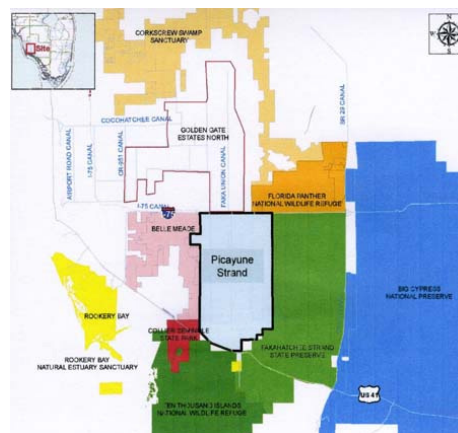 Site
CORKSCREW SWAMP
SANCTUARY
SR 29 CANAL
COCOHATCHEE CANAL
GOLDEN GATE
ESTATES NORTH
AIRPORT ROAD CANAL
I-75 CANAL
CR-951 CANAL
FAKA UNION CANAL
I-75 CANAL
FLORIDA PANTHER
NATIONAL WILDLIFE REFUGE
BELLE MEADE
Picayune
Strand
BIG CYPRESS
NATIONAL PRESERVE
ROOKERY BAY
COLLIER SEMINOLE
STATE PARK
FAKAHATCHEE STRAND
STATE PRESERVE
ROOKERY BAY
NATURAL ESTUARY SANCTUARY
TEN THOUSAND ISLANDS
NATIONAL WILDLIFE REFUGE
US 41